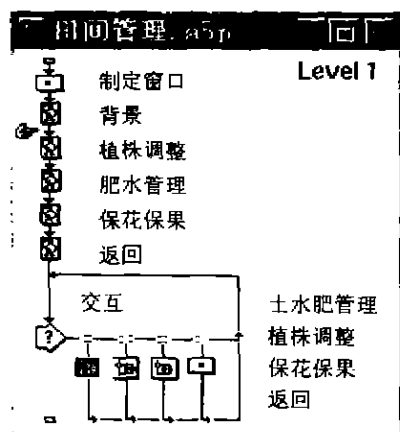 田间管理.a5p
Level 1
制定窗口
背景
植株调整
肥水管理
保花保果
返回
交互
土水肥管理
植株调整
保花保果
返回